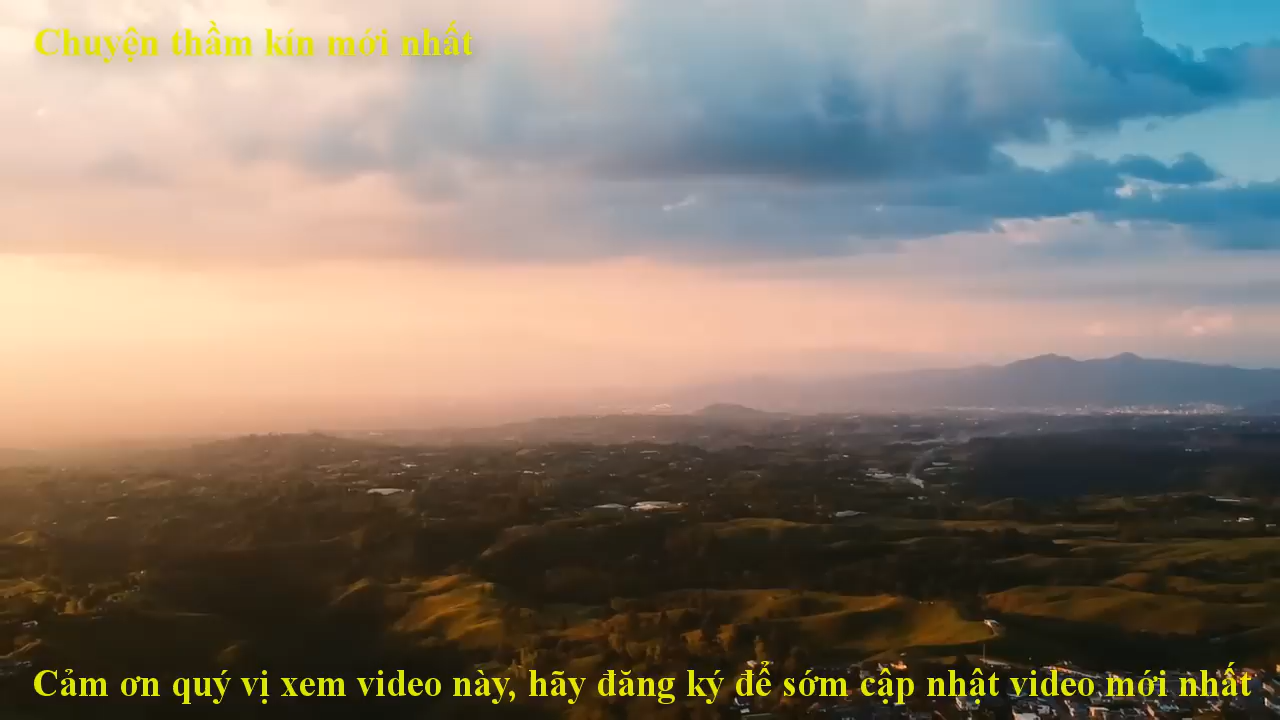 Chuyện thầm kín mới nhất
Cảm ơn quý vị xem video này, hãy đăng ký để sớm cập nhật video mới nhất